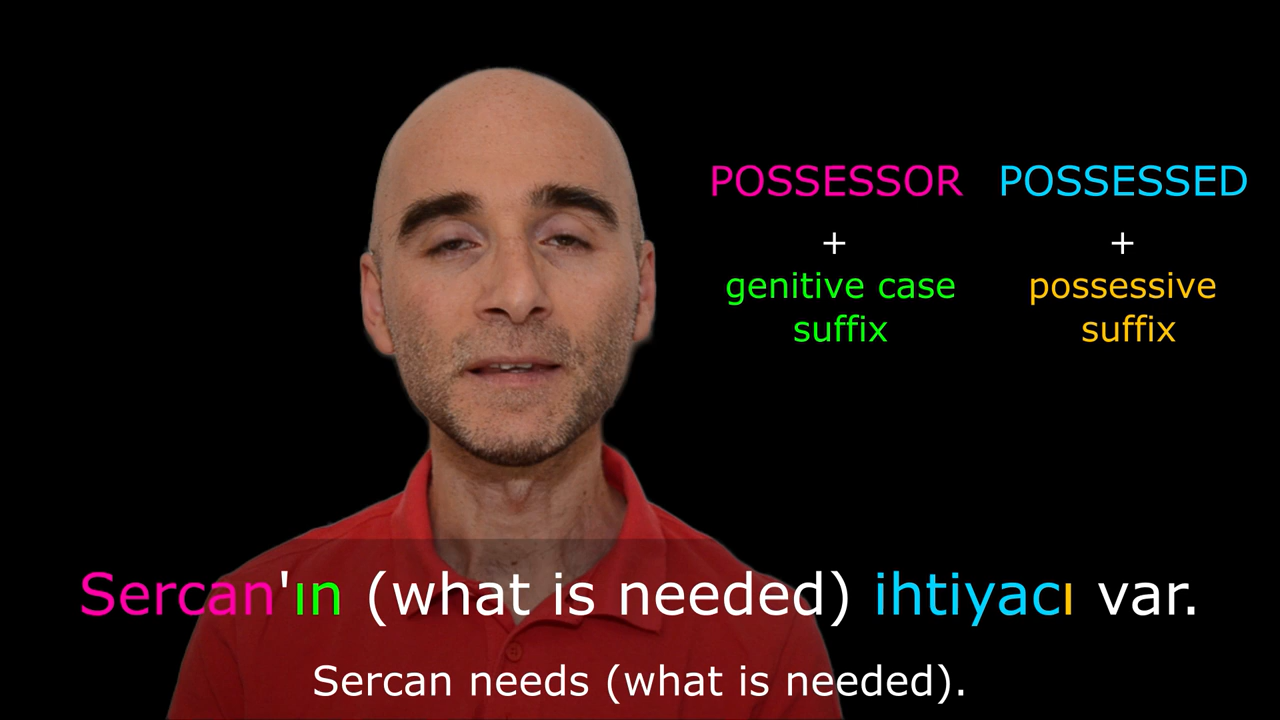 POSSESSOR POSSESSED
+ +
genitive case possessive
suffix suffix
Sercan'ın (what is needed) ihtiyacı var.
Sercan needs (what is needed).